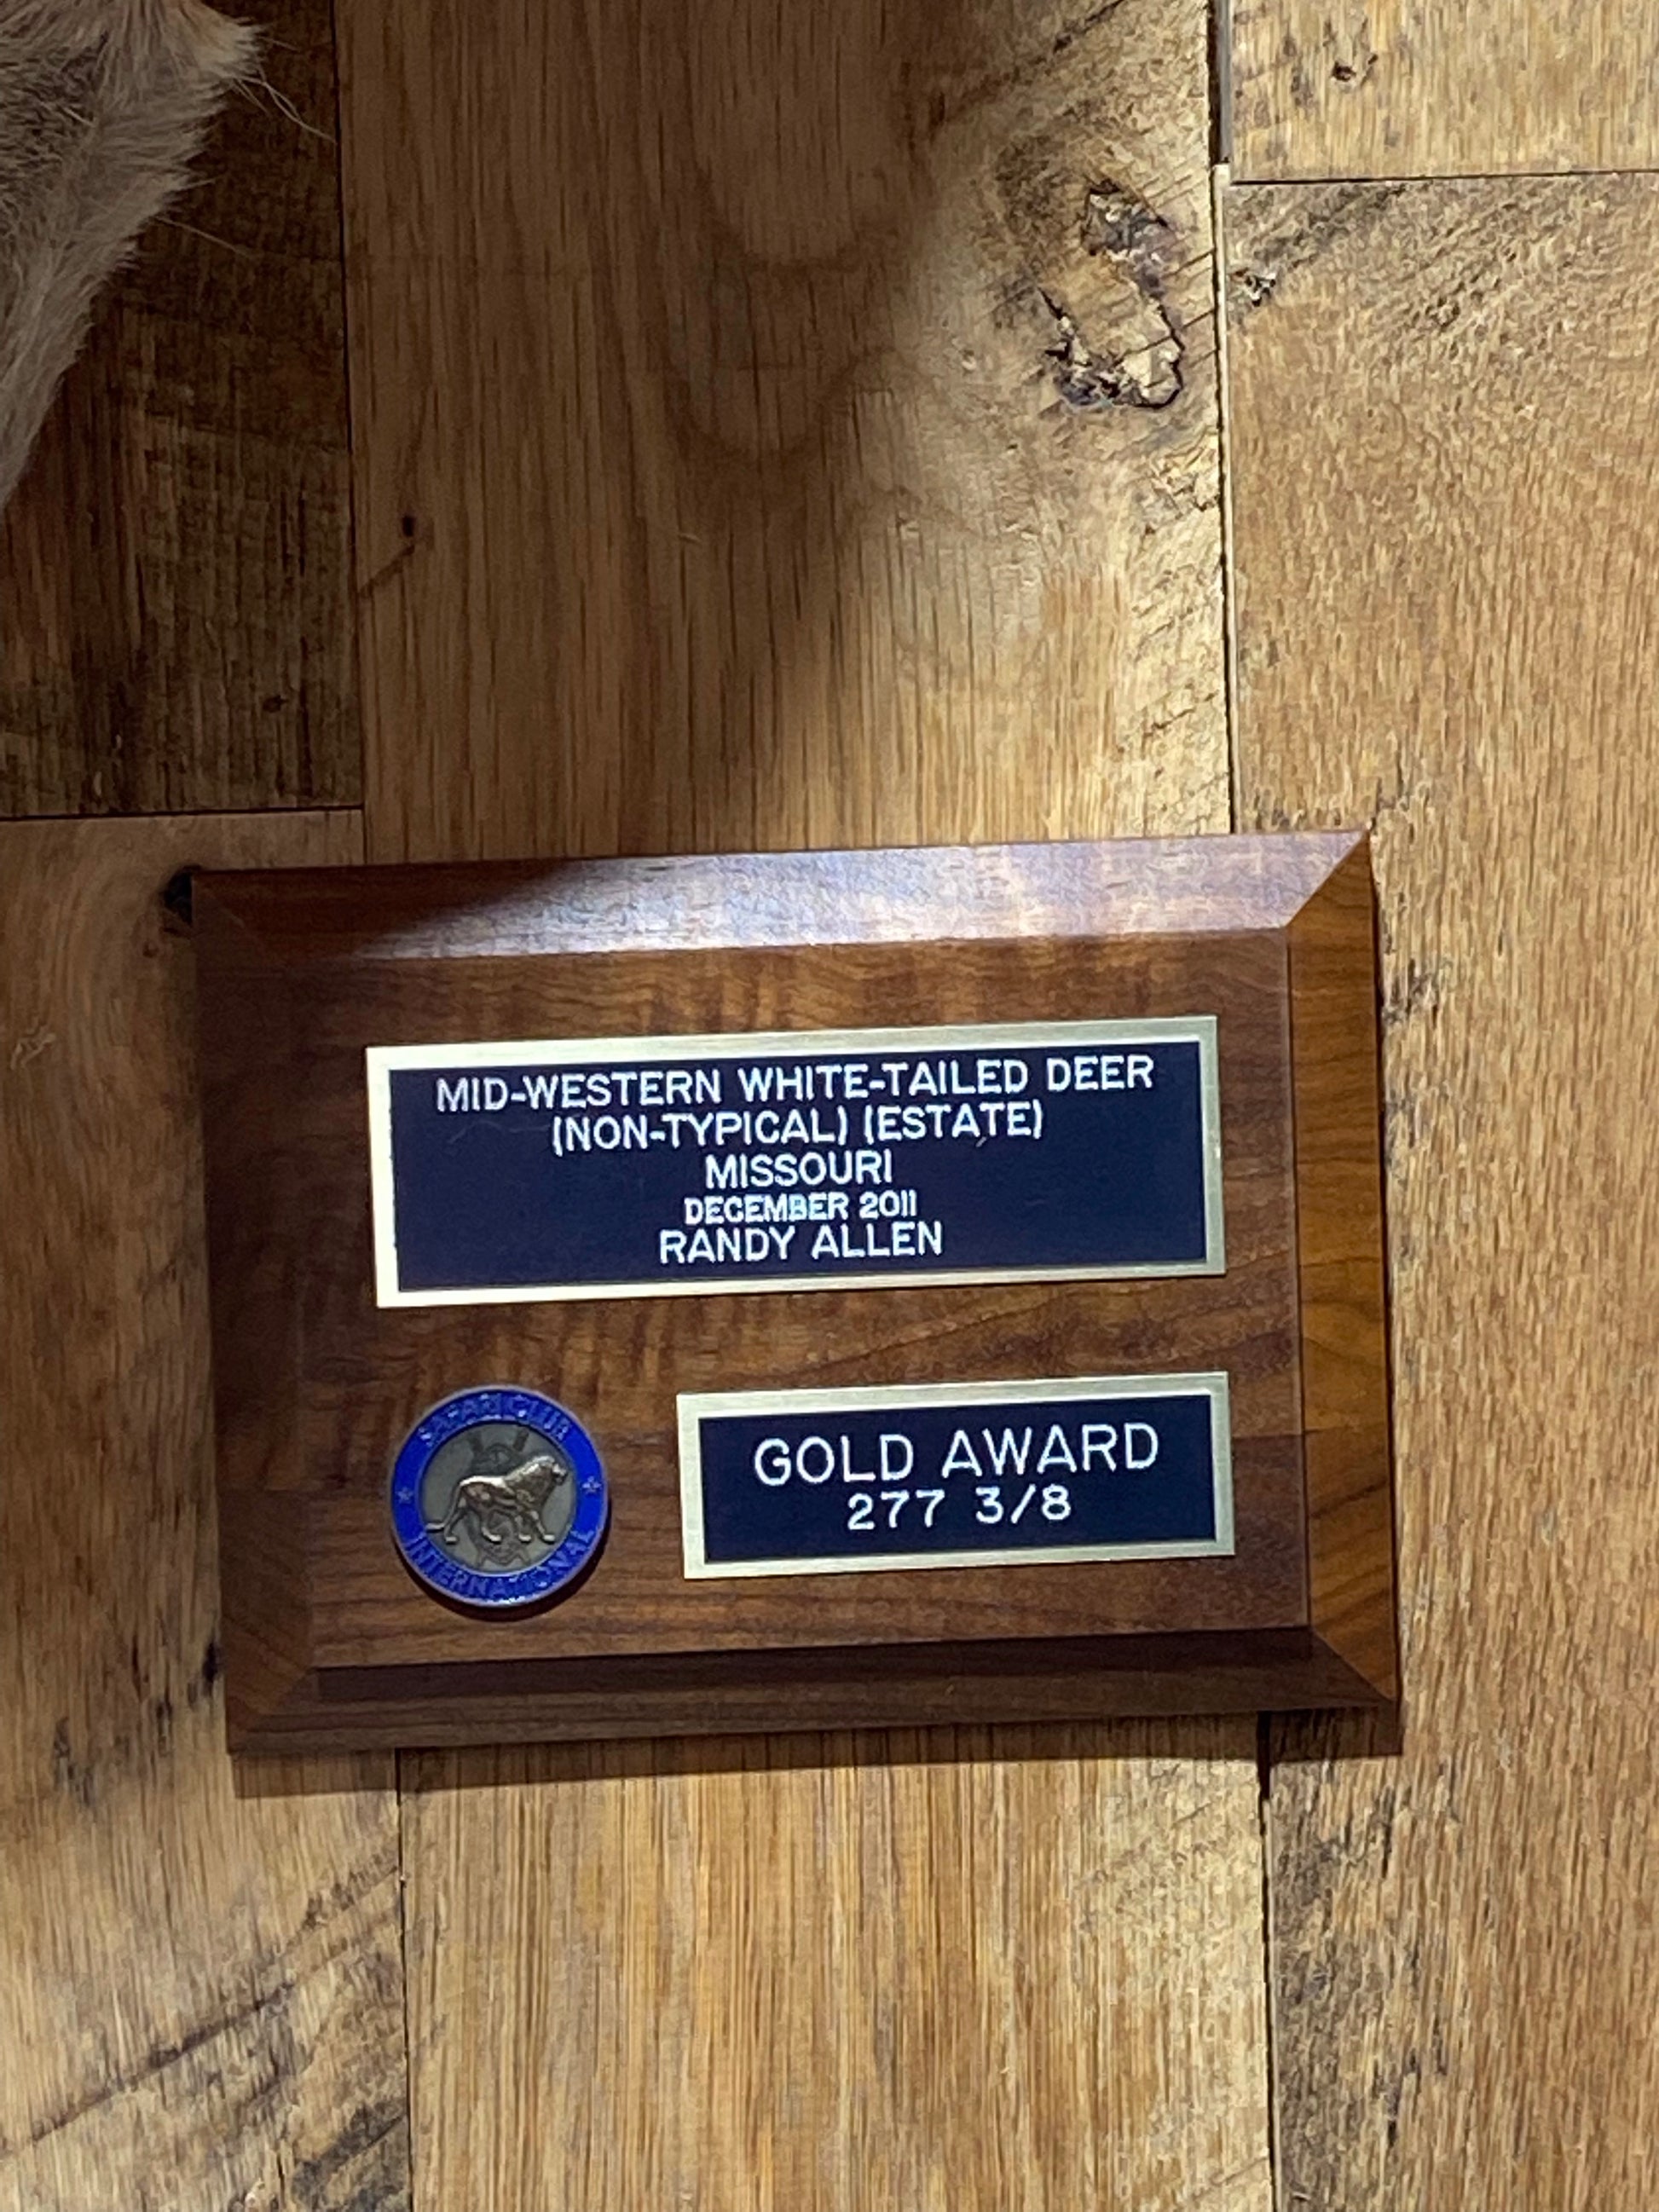 MID-WESTERN WHITE-TAILED DEER
(NON-TYPICAL) (ESTATE)
MISSOURI
DECEMBER 2011
RANDY ALLEN
SAFARI CLUB
INTERNATIONAL
GOLD AWARD
277 3/8